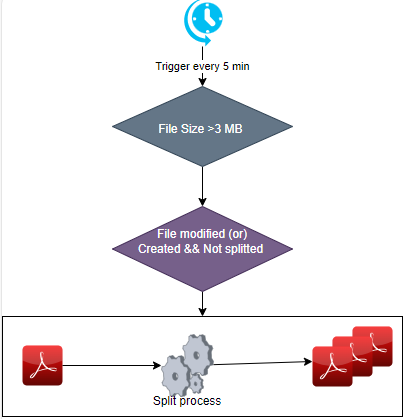 Trigger every 5 min
File Size >3 MB
File modified (or)
Created && Not splitted
Split process